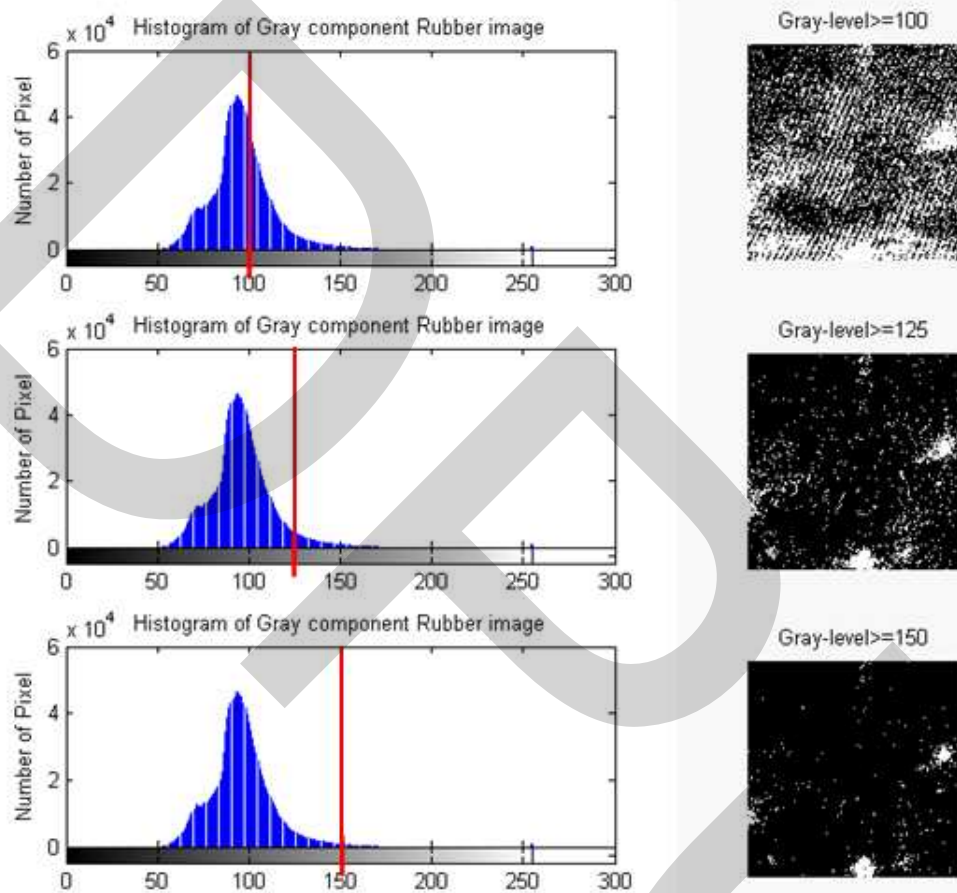 x 10^4 Histogram of Gray component Rubber image
Number of Pixel
6
4
2
0
0 50 100 150 200 250 300
Gray-level>=100
x 10^4 Histogram of Gray component Rubber image
Number of Pixel
6
4
2
0
0 50 100 150 200 250 300
Gray-level>=125
x 10^4 Histogram of Gray component Rubber image
Number of Pixel
6
4
2
0
0 50 100 150 200 250 300
Gray-level>=150